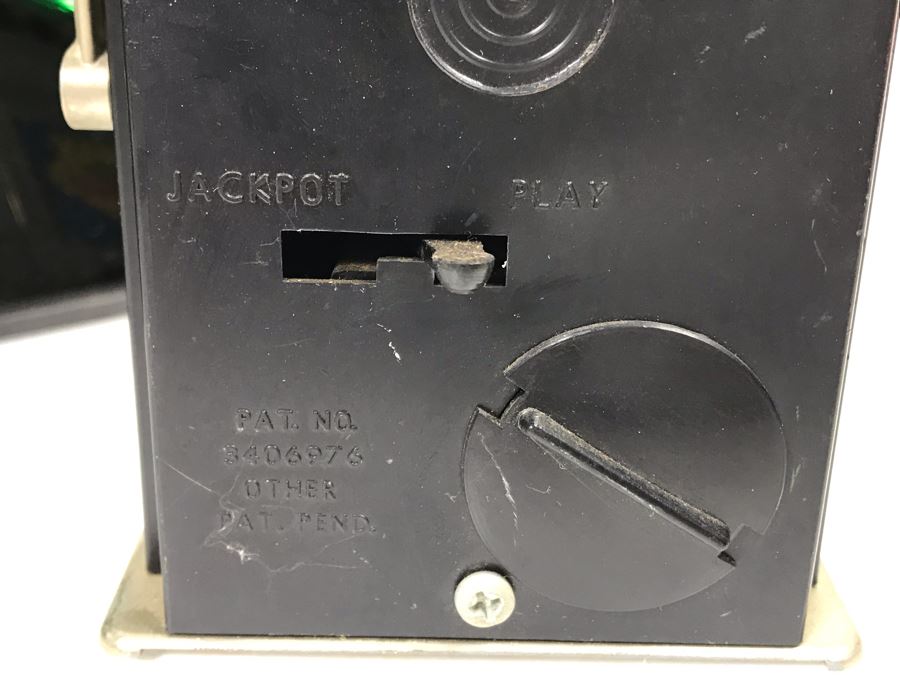 JACKPOT PLAY
PAT. NO.
3406976
OTHER
PAT. PEND.